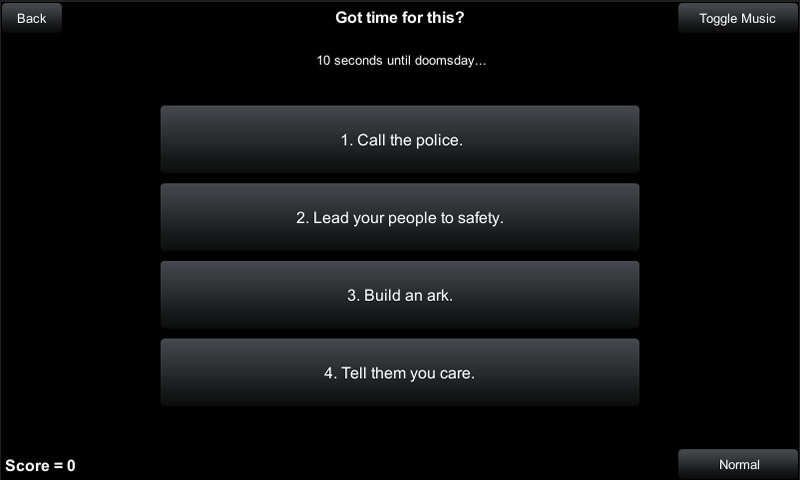 Back
Got time for this?
Toggle Music
10 seconds until doomsday...
1. Call the police.
2. Lead your people to safety.
3. Build an ark.
4. Tell them you care.
Score = 0
Normal